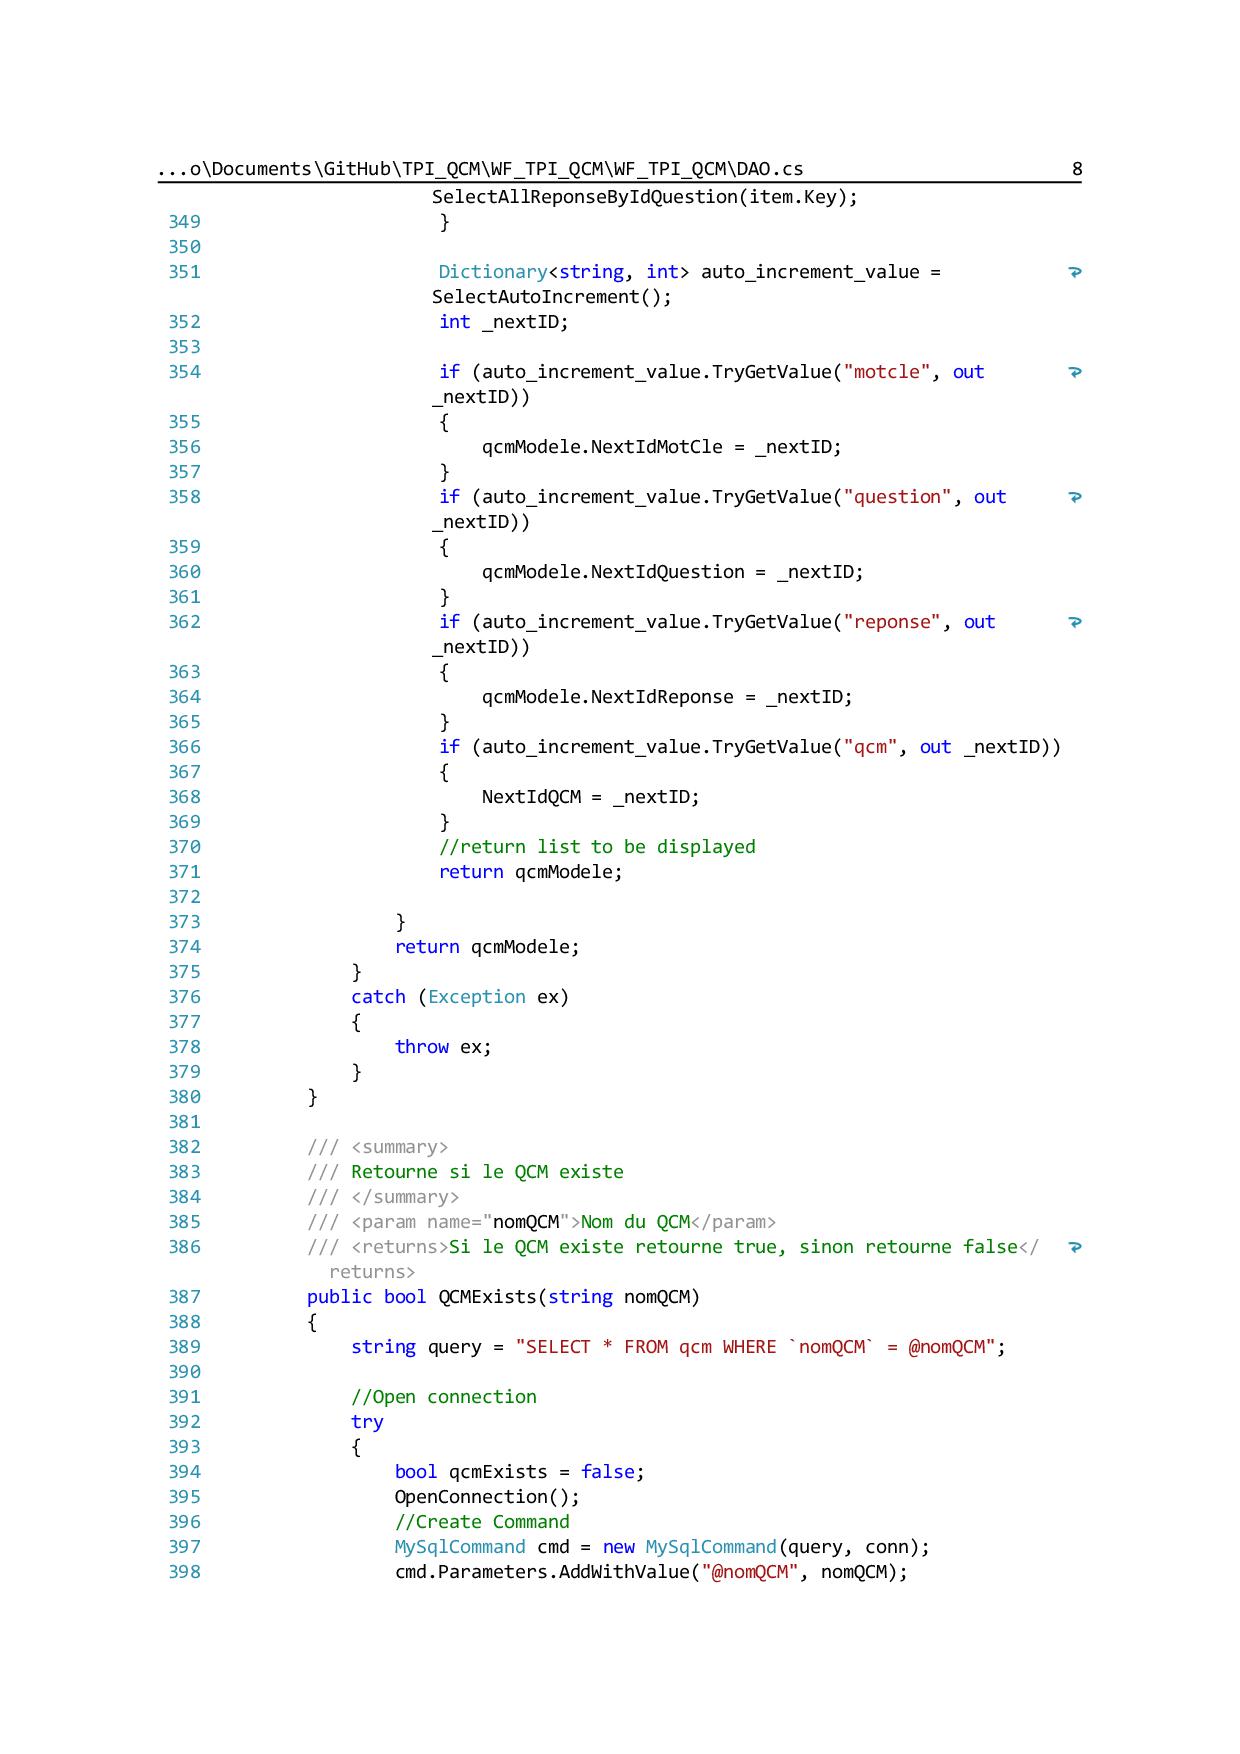 ...o\Documents\GitHub\TPI_QCM\WF_TPI_QCM\WF_TPI_QCM\DAO.cs 8
SelectAllReponseByIdQuestion(item.Key);
349 }
350
351 Dictionary<string, int> auto_increment_value =
SelectAutoIncrement();
352 int _nextID;
353
354 if (auto_increment_value.TryGetValue("motcle", out
_nextID))
355 {
356 qcmModele.NextIdMotCle = _nextID;
357 }
358 if (auto_increment_value.TryGetValue("question", out
_nextID))
359 {
360 qcmModele.NextIdQuestion = _nextID;
361 }
362 if (auto_increment_value.TryGetValue("reponse", out
_nextID))
363 {
364 qcmModele.NextIdReponse = _nextID;
365 }
366 if (auto_increment_value.TryGetValue("qcm", out _nextID))
367 {
368 NextIdQCM = _nextID;
369 }
370 //return list to be displayed
371 return qcmModele;
372
373 }
374 return qcmModele;
375 }
376 catch (Exception ex)
377 {
378 throw ex;
379 }
380 }
381
382 /// <summary>
383 /// Retourne si le QCM existe
384 /// </summary>
385 /// <param name="nomQCM">Nom du QCM</param>
386 /// <returns>Si le QCM existe retourne true, sinon retourne false</
returns>
387 public bool QCMExists(string nomQCM)
388 {
389 string query = "SELECT * FROM qcm WHERE `nomQCM` = @nomQCM";
390
391 //Open connection
392 try
393 {
394 bool qcmExists = false;
395 OpenConnection();
396 //Create Command
397 MySqlCommand cmd = new MySqlCommand(query, conn);
398 cmd.Parameters.AddWithValue("@nomQCM", nomQCM);